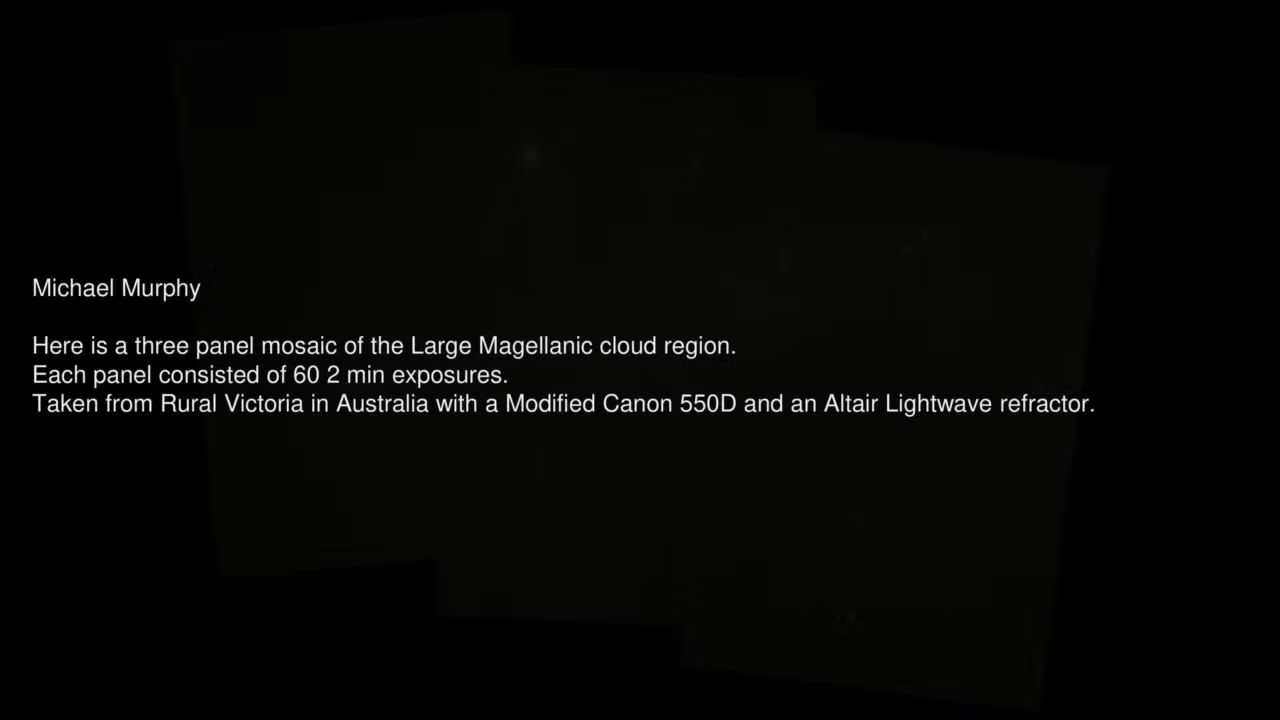 Michael Murphy
Here is a three panel mosaic of the Large Magellanic cloud region.
Each panel consisted of 60 2 min exposures.
Taken from Rural Victoria in Australia with a Modified Canon 550D and an Altair Lightwave refractor.